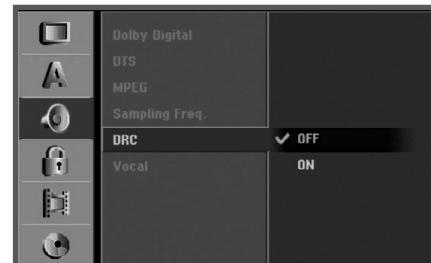 A
Dolby Digital
DTS
MPEG
Sampling Freq.
DRC
✓ OFF
Vocal
ON